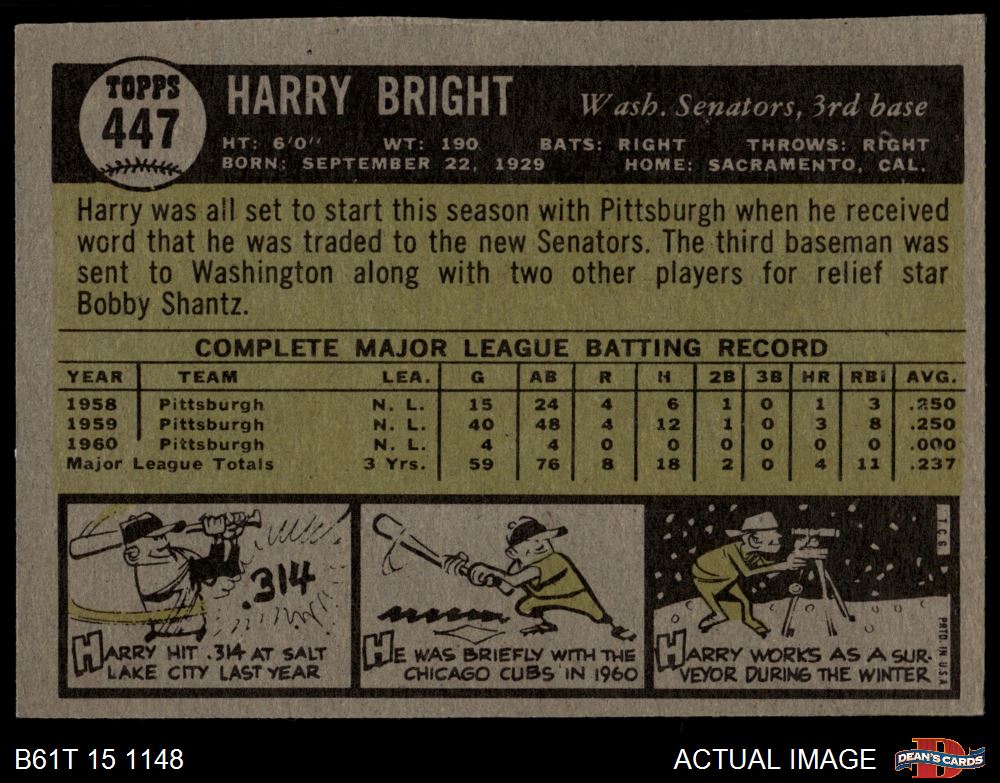 TOPPS
447
HARRY BRIGHT
Wash. Senators, 3rd base
HT: 6'0" WT: 190 BATS: RIGHT THROWS: RIGHT
BORN: SEPTEMBER 22, 1929 HOME: SACRAMENTO, CAL.
Harry was all set to start this season with Pittsburgh when he received
word that he was traded to the new Senators. The third baseman was
sent to Washington along with two other players for relief star
Bobby Shantz.
COMPLETE MAJOR LEAGUE BATTING RECORD
YEAR TEAM LEA. G AB R H 2B 3B HR RBI AVG.
1958 Pittsburgh N. L. 15 24 4 6 1 0 1 3 .250
1959 Pittsburgh N. L. 40 48 4 12 1 0 3 8 .250
1960 Pittsburgh N. L. 4 4 0 0 0 0 0 0 .000
Major League Totals 3 Yrs. 59 76 8 18 2 0 4 11 .237
.314
HARRY HIT .314 AT SALT
LAKE CITY LAST YEAR
HE WAS BRIEFLY WITH THE
CHICAGO CUBS IN 1960
T.C.G.
HARRY WORKS AS A SUR-
VEYOR DURING THE WINTER
PRTD. IN U.S.A.
B61T 15 1148
ACTUAL IMAGE
D
DEAN'S CARDS